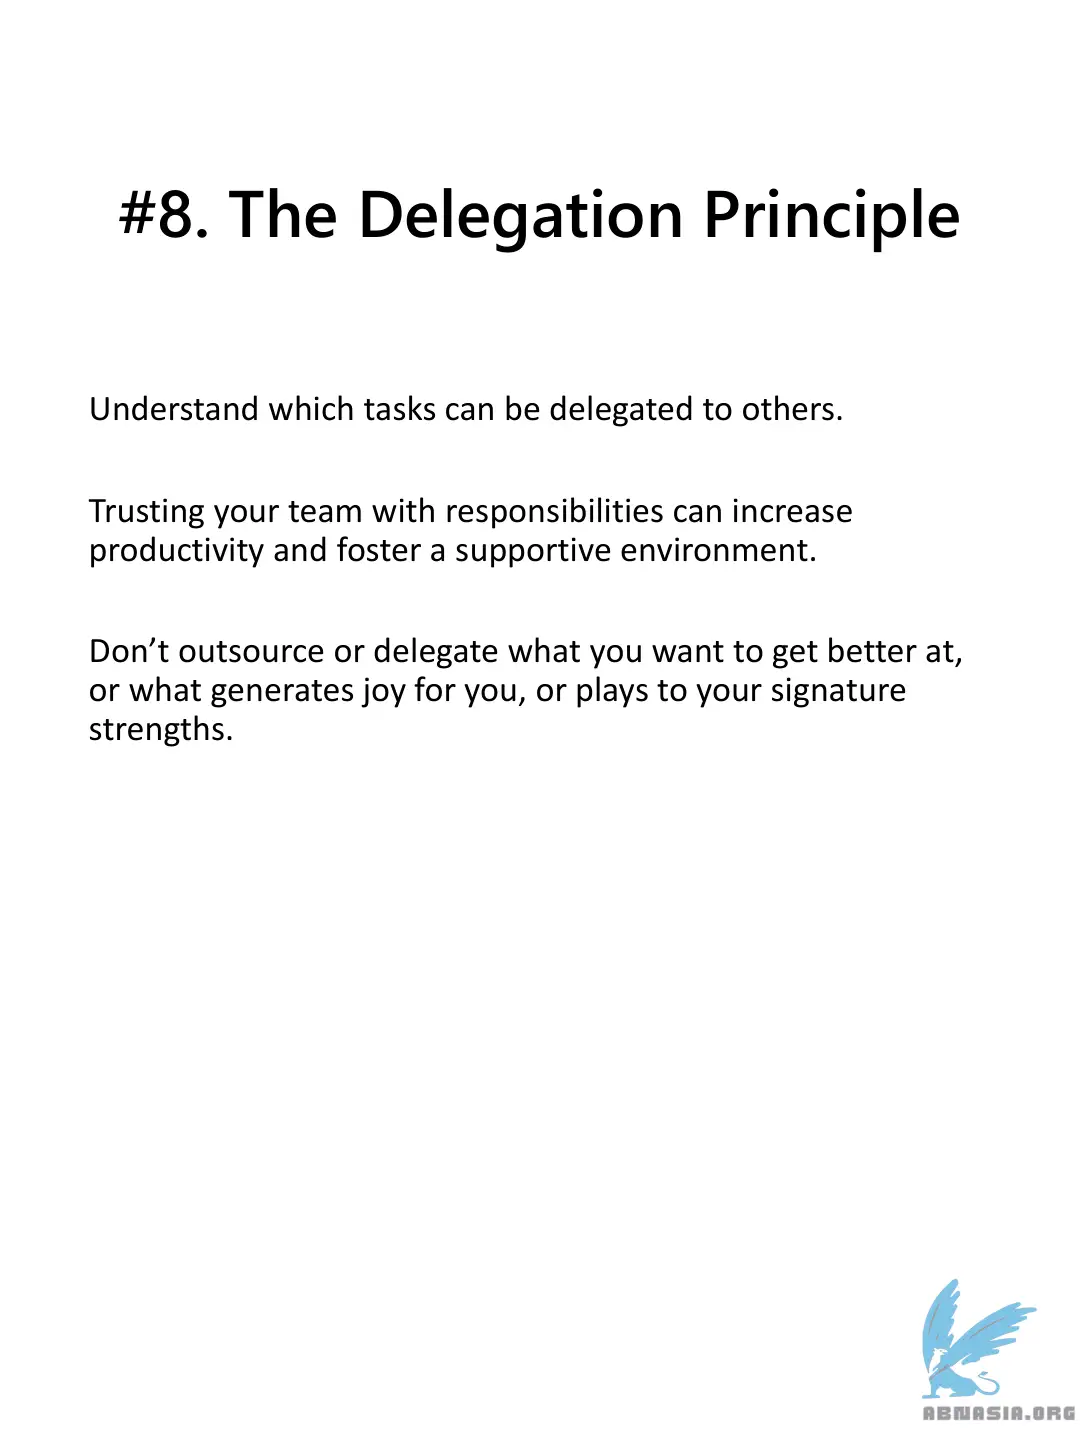 #8. The Delegation Principle
Understand which tasks can be delegated to others.
Trusting your team with responsibilities can increase
productivity and foster a supportive environment.
Don’t outsource or delegate what you want to get better at,
or what generates joy for you, or plays to your signature
strengths.
ABNASIA.ORG